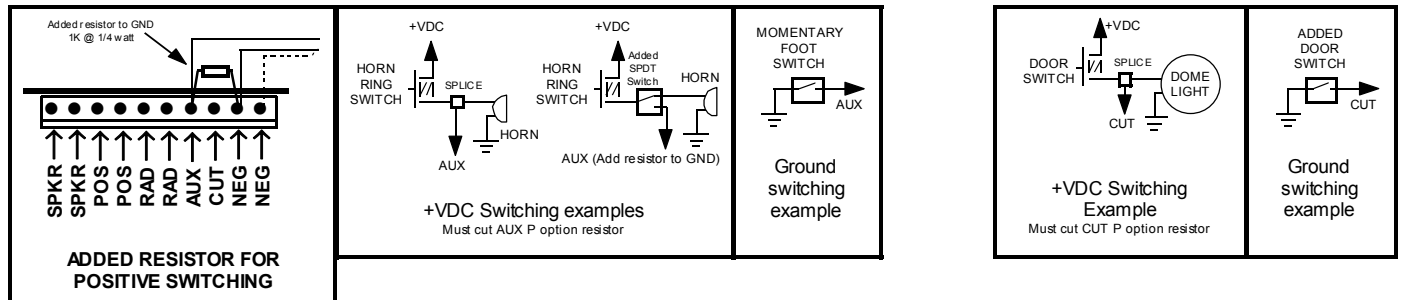 Added resistor to GND
1K @ 1/4 watt
SPKR
SPKR
POS
POS
RAD
RAD
AUX
CUT
NEG
NEG
ADDED RESISTOR FOR
POSITIVE SWITCHING
+VDC
HORN
RING
SWITCH
SPLICE
HORN
AUX
+VDC
HORN
RING
SWITCH
Added
SPDT
Switch
HORN
AUX (Add resistor to GND)
+VDC Switching examples
Must cut AUX P option resistor
MOMENTARY
FOOT
SWITCH
AUX
Ground
switching
example
+VDC
DOOR
SWITCH
SPLICE
DOME
LIGHT
CUT
+VDC Switching
Example
Must cut CUT P option resistor
ADDED
DOOR
SWITCH
CUT
Ground
switching
example